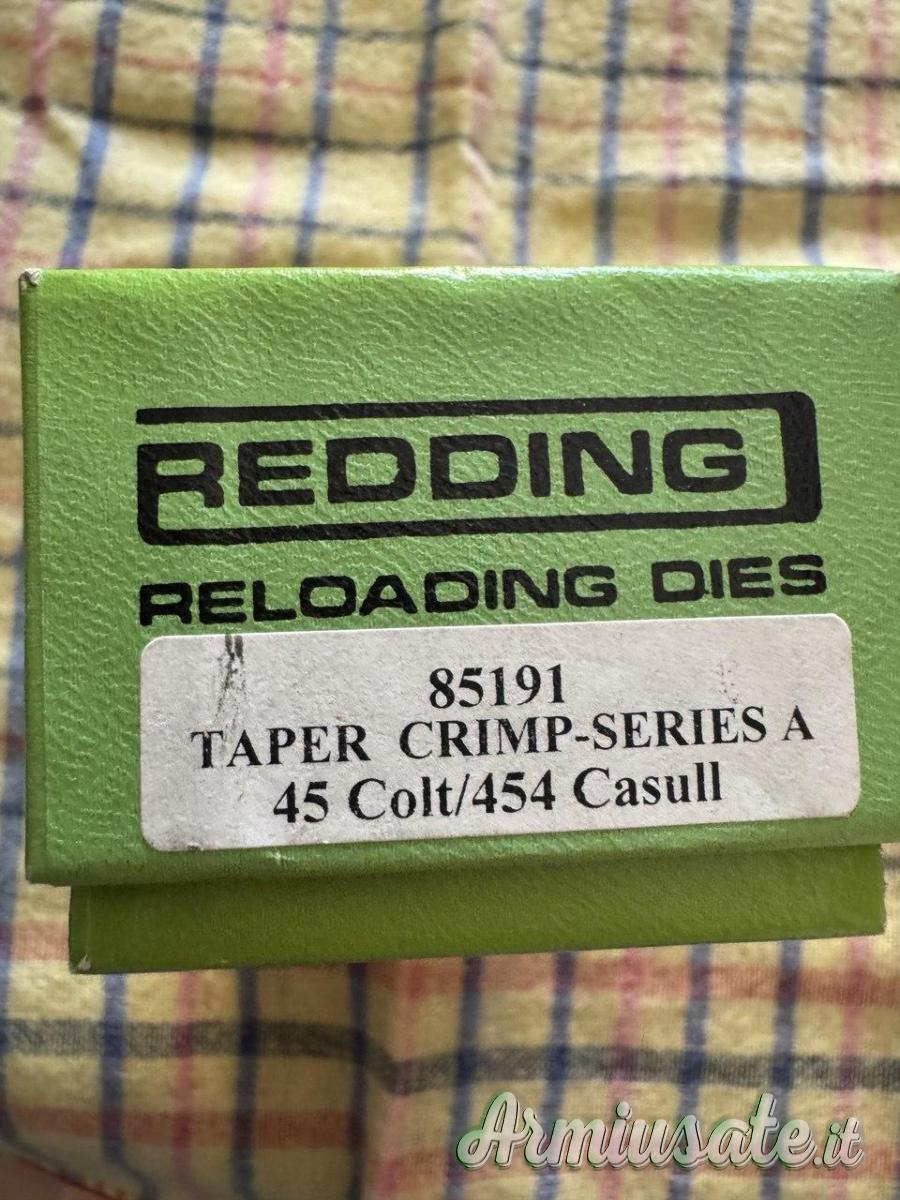 REDDING
RELOADING DIES
85191
TAPER CRIMP-SERIES A
45 Colt/454 Casull
Armiusate.it